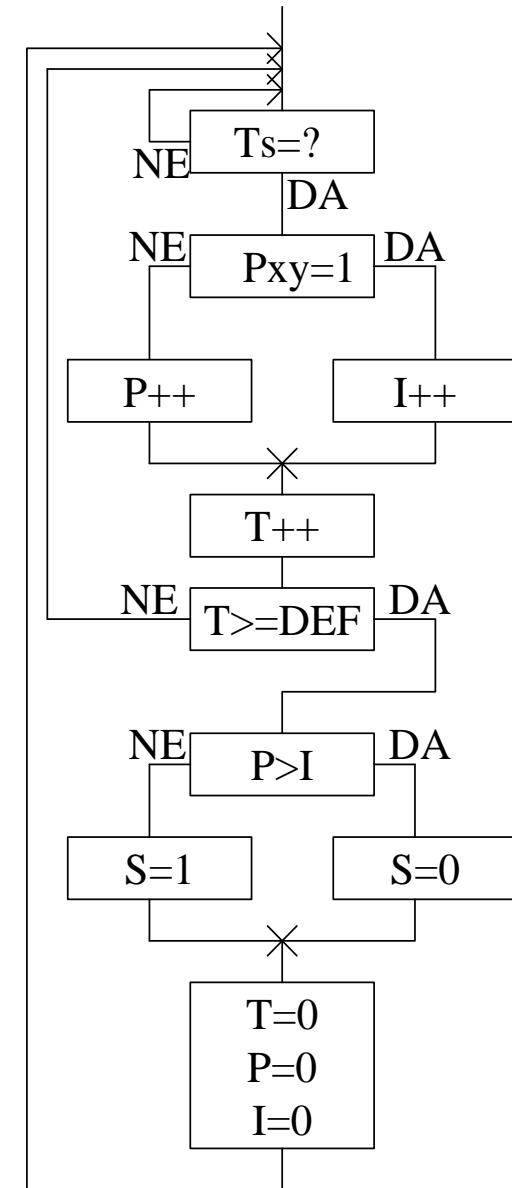 Ts=?
NE
DA
NE
Pxy=1
DA
P++
I++
T++
NE
T>=DEF
DA
NE
P>I
DA
S=1
S=0
T=0
P=0
I=0